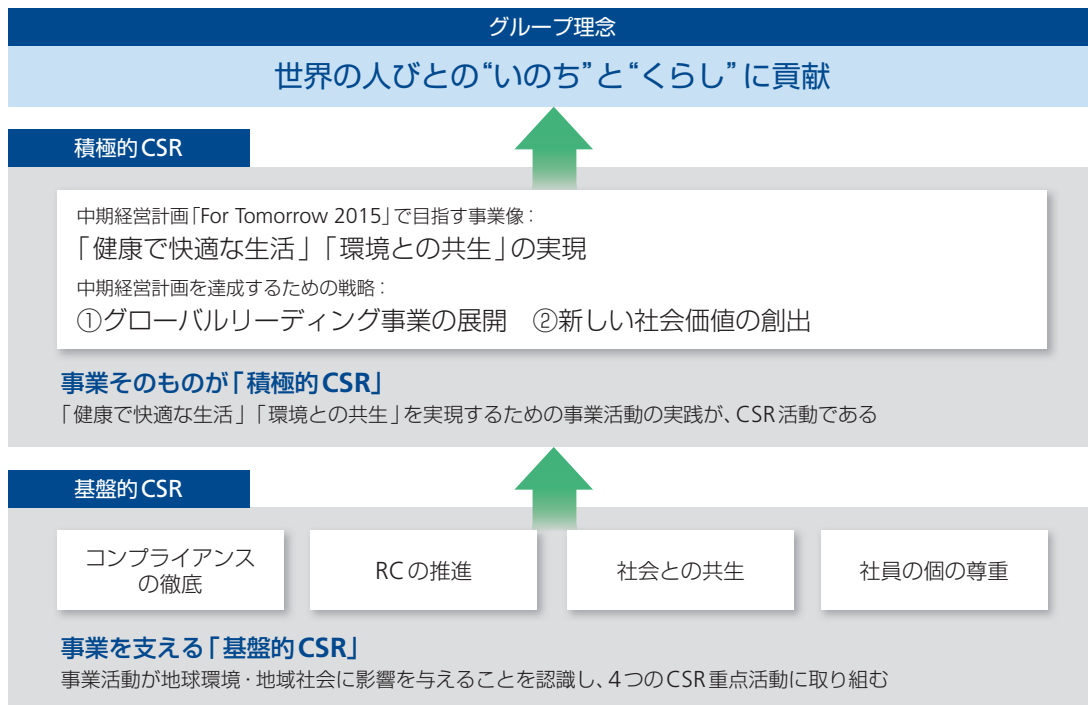 グループ理念
世界の人びとの“いのち”と“くらし”に貢献
積極的CSR
中期経営計画「For Tomorrow 2015」で目指す事業像：
「健康で快適な生活」「環境との共生」の実現
中期経営計画を達成するための戦略：
①グローバルリーディング事業の展開　②新しい社会価値の創出
事業そのものが「積極的CSR」
「健康で快適な生活」「環境との共生」を実現するための事業活動の実践が、CSR活動である
基盤的CSR
コンプライアンス
の徹底
RCの推進
社会との共生
社員の個の尊重
事業を支える「基盤的CSR」
事業活動が地球環境・地域社会に影響を与えることを認識し、4つのCSR重点活動に取り組む